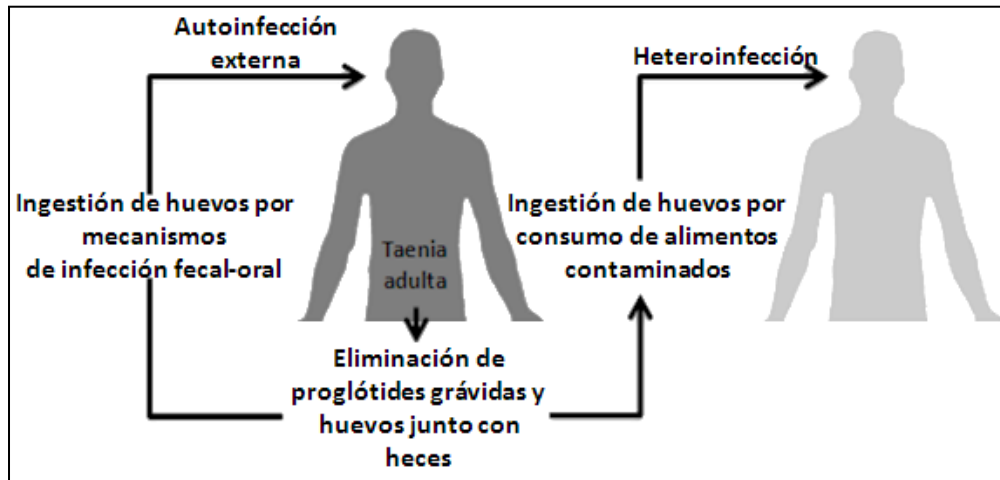 Autoinfección
externa
Heteroinfección
Ingestión de huevos por
mecanismos
de infección fecal-oral
Taenia
adulta
Ingestión de huevos por
consumo de alimentos
contaminados
Eliminación de
proglótides grávidas y
huevos junto con
heces